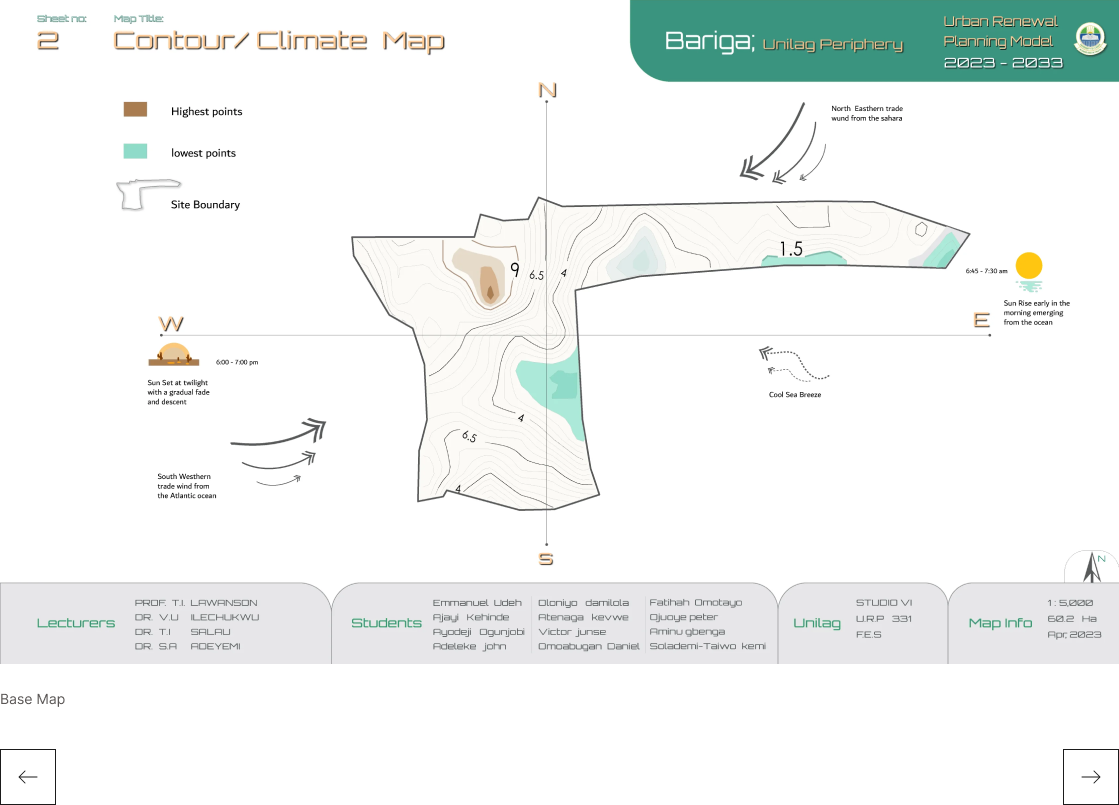 Sheet no:
2
Map Title:
Contour/ Climate Map
Bariga; Unilag Periphery
Urban Renewal
Planning Model
2023 - 2033
Highest points
lowest points
Site Boundary
N
North Easthern trade
wund from the sahara
9
6.5
4
1.5
6:45 - 7:30 am
Sun Rise early in the
morning emerging
from the ocean
W
E
6:00 - 7:00 pm
Sun Set at twilight
with a gradual fade
and descent
Cool Sea Breeze
4
6.5
4
South Westhern
trade wind from
the Atlantic ocean
S
N
Lecturers
PROF. T.I. LAWANSON
DR. V.U ILECHUKWU
DR. T.I SALAU
DR. S.A ADEYEMI
Students
Emmanuel Udeh
Ajayi Kehinde
Ayodeji Ogunjobi
Adeleke john
Oloniyo damilola
Atenaga kevwe
Victor junse
Omoabugan Daniel
Fatihah Omotayo
Ojuoye peter
Aminu gbenga
Solademi-Taiwo kemi
Unilag
STUDIO VI
U.R.P 331
F.E.S
Map Info
1 : 5,000
60.2 Ha
Apr, 2023
Base Map